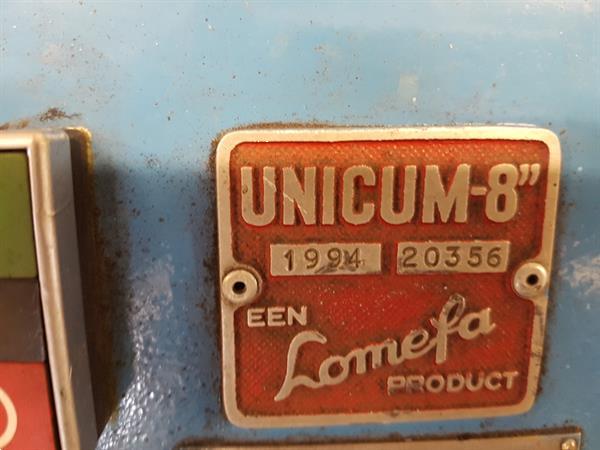 UNICUM-8"
1994 20356
EEN
Lomefa
PRODUCT